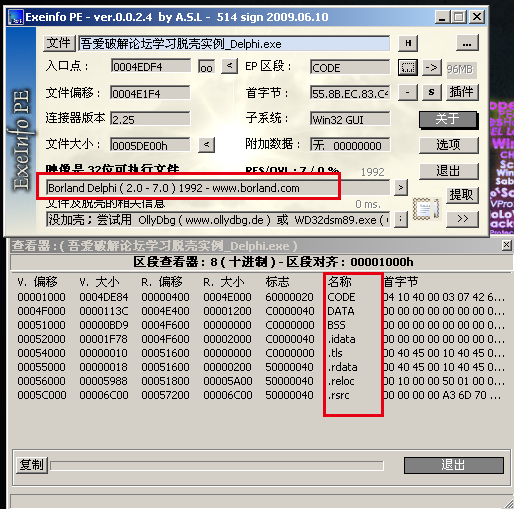 Exeinfo PE - ver.0.0.2.4 by A.S.L - 514 sign 2009.06.10
文件 吾爱破解论坛学习脱壳实例_Delphi.exe H ...
入口点： 0004EDF4 oo < EP 区段： CODE -> 96MB
文件偏移： 0004E1F4 首字节： 55.8B.EC.83.C4 - S 插件
连接器版本 2.25 子系统： Win32 GUI 关于
文件大小： 0005DE00h < 附加数据： 无 00000000 选项
映像是 32位可执行文件 RES/OVL : 7 / 0 % 1992 退出
Borland Delphi ( 2.0 - 7.0 ) 1992 - www.borland.com >
文件及脱壳的相关信息 0 ms. 提取
没加壳；尝试用 OllyDbg ( www.ollydbg.de ) 或 WD32dsm89.exe ( : >>
Exeinfo PE
查看器：( 吾爱破解论坛学习脱壳实例_Delphi.exe )
区段查看器：8 ( 十进制 ) - 区段对齐：00001000h
V. 偏移 V. 大小 R. 偏移 R. 大小 标志 名称 首字节
00001000 0004DE84 00000400 0004E000 60000020 CODE 04 10 40 00 03 07 42 6...
0004F000 0000113C 0004E400 00001200 C0000040 DATA 00 00 00 00 00 00 00 0...
00051000 00000BD9 0004F600 00000000 C0000000 BSS 00 00 00 00 00 00 00 0...
00052000 00001F78 0004F600 00002000 C0000040 .idata 00 00 00 00 00 00 00 0...
00054000 00000010 00051600 00000000 C0000000 .tls 00 40 45 00 10 40 45 0...
00055000 00000018 00051600 00000200 50000040 .rdata 00 40 45 00 10 40 45 0...
00056000 00005988 00051800 00005A00 50000040 .reloc 00 10 00 00 50 01 00 0...
0005C000 00006C00 00057200 00006C00 50000040 .rsrc 00 00 00 00 A3 6D 70 ...
复制 退出